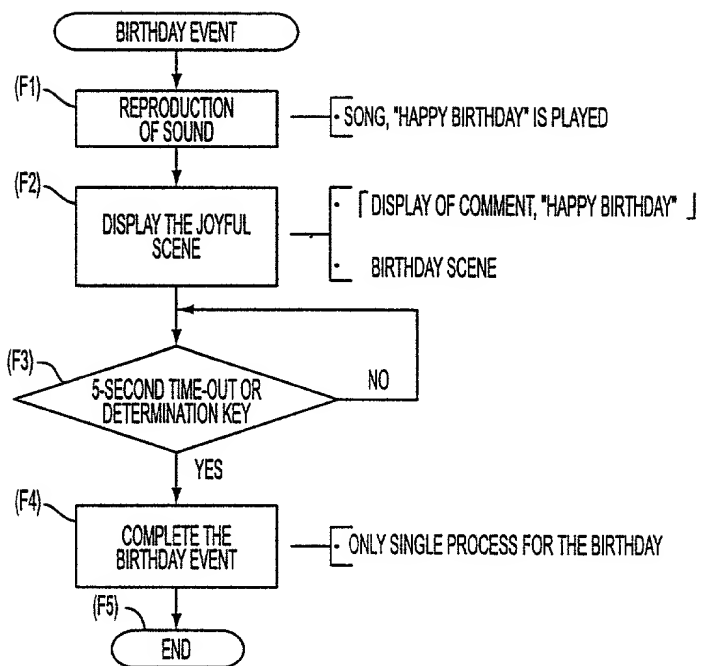 BIRTHDAY EVENT
(F1)
REPRODUCTION
OF SOUND
· SONG, "HAPPY BIRTHDAY" IS PLAYED
(F2)
DISPLAY THE JOYFUL
SCENE
· 「 DISPLAY OF COMMENT, "HAPPY BIRTHDAY" 」
· BIRTHDAY SCENE
(F3)
5-SECOND TIME-OUT OR
DETERMINATION KEY
NO
YES
(F4)
COMPLETE THE
BIRTHDAY EVENT
· ONLY SINGLE PROCESS FOR THE BIRTHDAY
(F5)
END